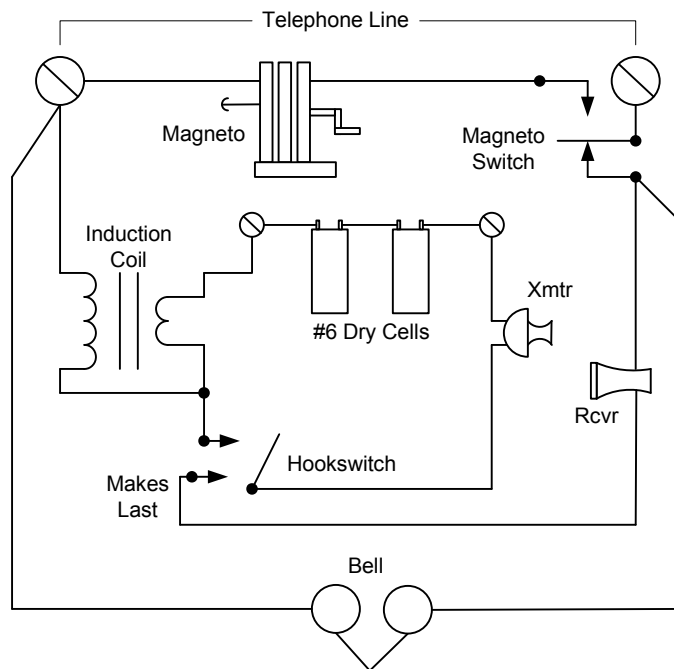 Telephone Line
Magneto
Magneto
Switch
Induction
Coil
#6 Dry Cells
Xmtr
Rcvr
Hookswitch
Makes
Last
Bell